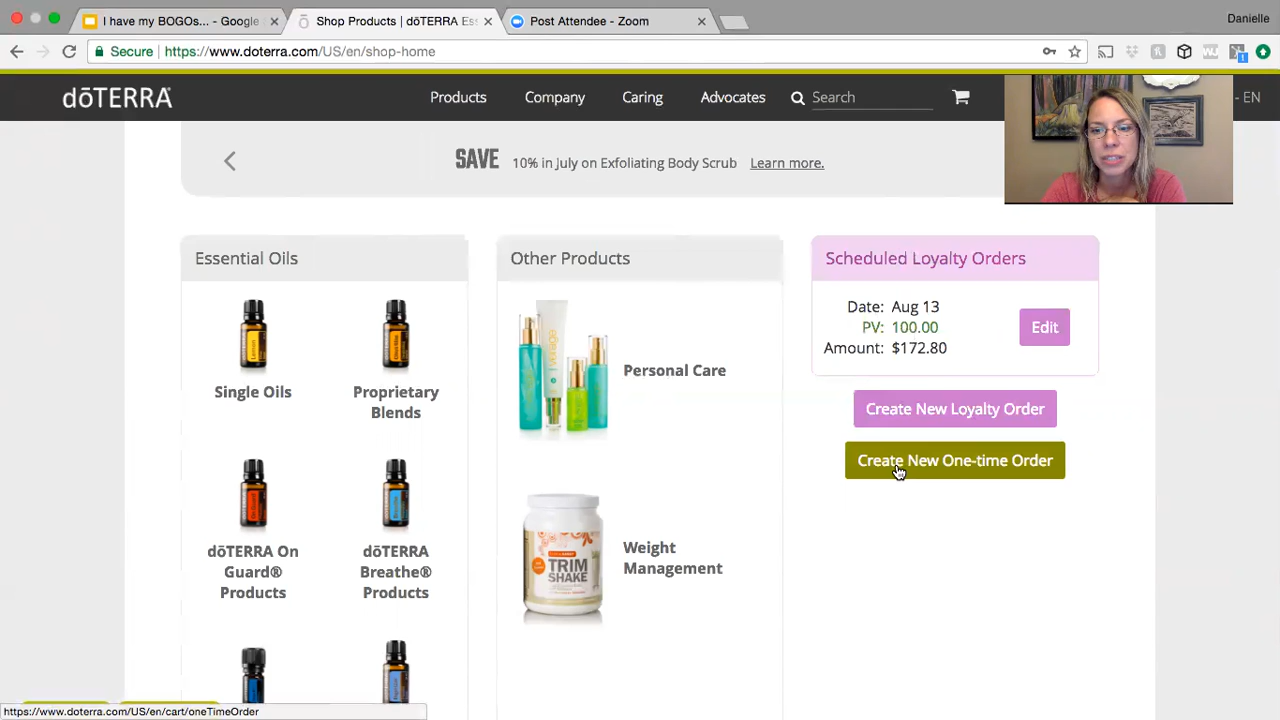 Danielle
I have my BOGOs... - Google
Shop Products | dōTERRA Es
Post Attendee - Zoom
Secure https://www.doterra.com/US/en/shop-home
dōTERRA
Products
Company
Caring
Advocates
Search
- EN
SAVE 10% in July on Exfoliating Body Scrub Learn more.
Essential Oils
Single Oils
Proprietary
Blends
dōTERRA On
Guard®
Products
dōTERRA
Breathe®
Products
Other Products
Personal Care
TRIM
SHAKE
Weight
Management
Scheduled Loyalty Orders
Date: Aug 13
PV: 100.00
Amount: $172.80
Edit
Create New Loyalty Order
Create New One-time Order
https://www.doterra.com/US/en/cart/oneTimeOrder